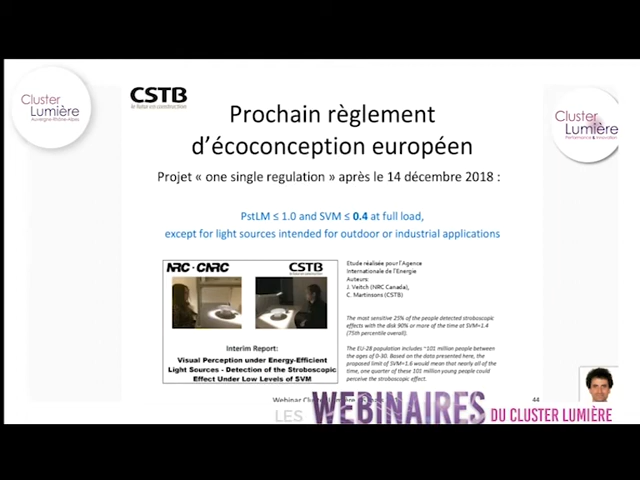 Cluster
Lumière
Auvergne-Rhône-Alpes
CSTB
le futur en construction
Cluster
Lumière
Performance & Innovation
Prochain règlement
d'écoconception européen
Projet « one single regulation » après le 14 décembre 2018 :
PstLM ≤ 1.0 and SVM ≤ 0.4 at full load,
except for light sources intended for outdoor or industrial applications
NRC·CNRC
CSTB
Interim Report:
Visual Perception under Energy-Efficient
Light Sources - Detection of the Stroboscopic
Effect Under Low Levels of SVM
Etude réalisée pour l'Agence
Internationale de l'Energie
Auteurs:
J. Veitch (NRC Canada),
C. Martinsons (CSTB)
The most sensitive 25% of the people detected stroboscopic
effects with the disk 90% or more of the time at SVM=1.4
(75th percentile overall).
The EU-28 population includes ~101 million people between
the ages of 0-30. Based on the data presented here, the
proposed limit of SVM=1.6 would mean that nearly all of the
time, one quarter of these 101 million young people could
perceive the stroboscopic effect.
Webinar
44
LES WEBINAIRES DU CLUSTER LUMIÈRE